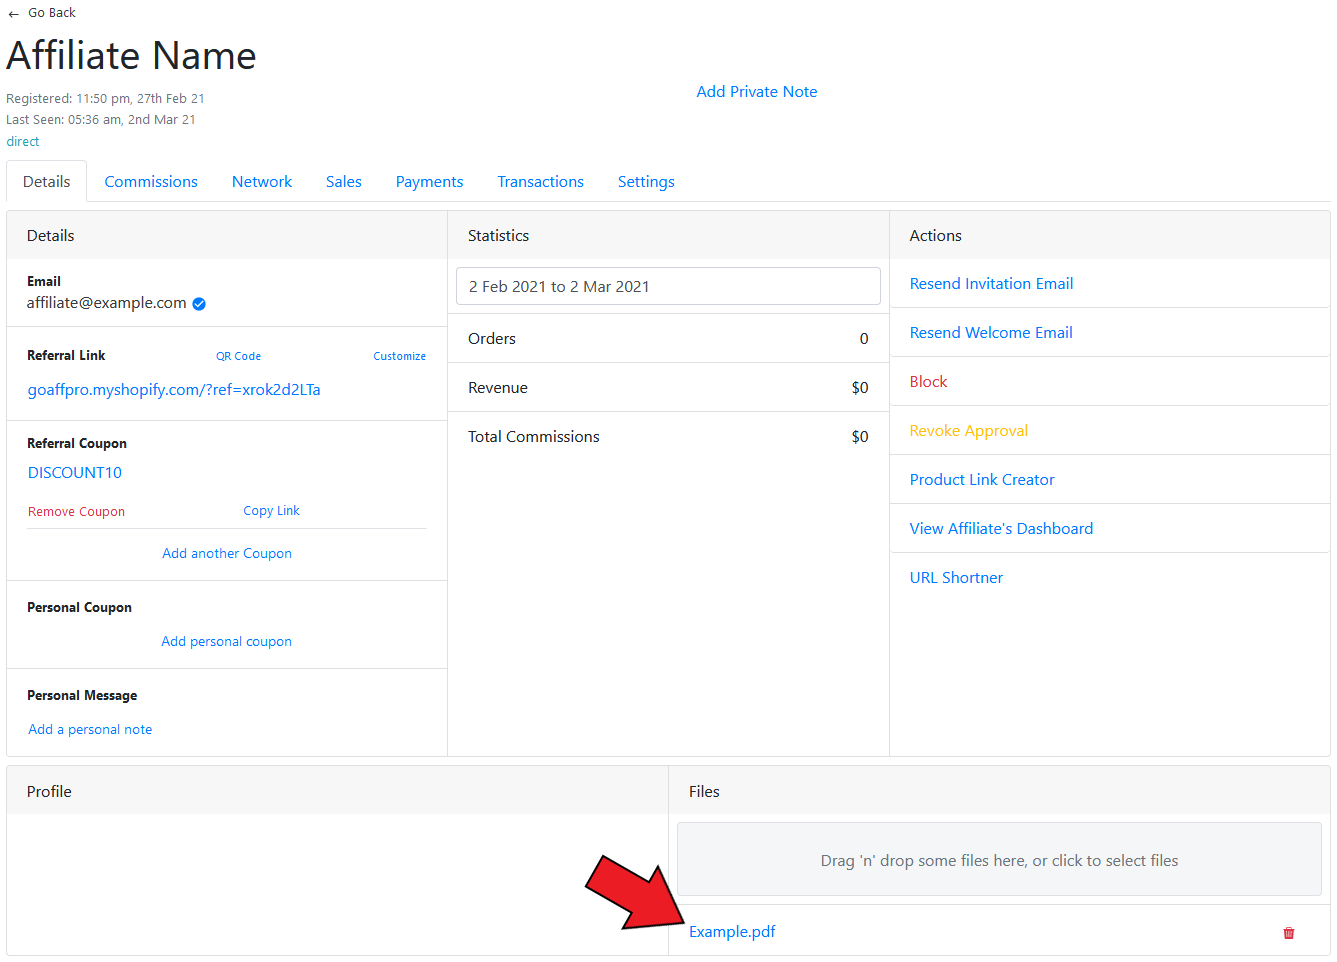 ← Go Back
Affiliate Name
Registered: 11:50 pm, 27th Feb 21
Last Seen: 05:36 am, 2nd Mar 21
direct
Add Private Note
Details Commissions Network Sales Payments Transactions Settings
Details
Email
affiliate@example.com
Referral Link QR Code Customize
goaffpro.myshopify.com/?ref=xrok2d2LTa
Referral Coupon
DISCOUNT10
Remove Coupon Copy Link
Add another Coupon
Personal Coupon
Add personal coupon
Personal Message
Add a personal note
Statistics
2 Feb 2021 to 2 Mar 2021
Orders 0
Revenue $0
Total Commissions $0
Actions
Resend Invitation Email
Resend Welcome Email
Block
Revoke Approval
Product Link Creator
View Affiliate's Dashboard
URL Shortner
Profile
Files
Drag 'n' drop some files here, or click to select files
Example.pdf